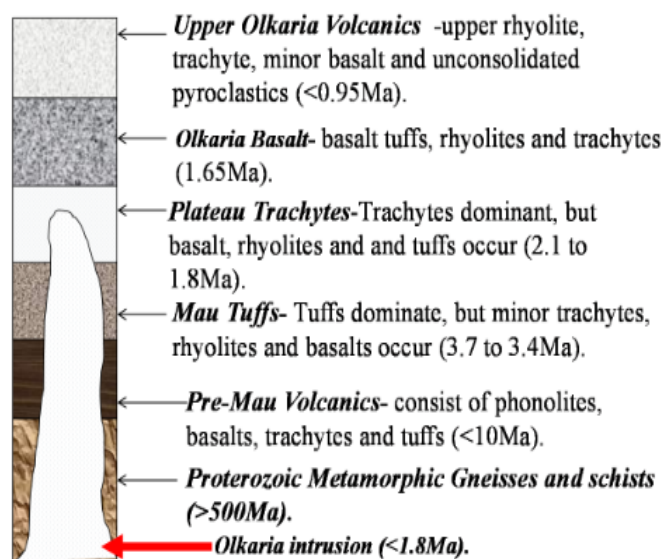 Upper Olkaria Volcanics -upper rhyolite,
trachyte, minor basalt and unconsolidated
pyroclastics (<0.95Ma).
Olkaria Basalt- basalt tuffs, rhyolites and trachytes
(1.65Ma).
Plateau Trachytes-Trachytes dominant, but
basalt, rhyolites and and tuffs occur (2.1 to
1.8Ma).
Mau Tuffs- Tuffs dominate, but minor trachytes,
rhyolites and basalts occur (3.7 to 3.4Ma).
Pre-Mau Volcanics- consist of phonolites,
basalts, trachytes and tuffs (<10Ma).
Proterozoic Metamorphic Gneisses and schists
(>500Ma).
Olkaria intrusion (<1.8Ma).